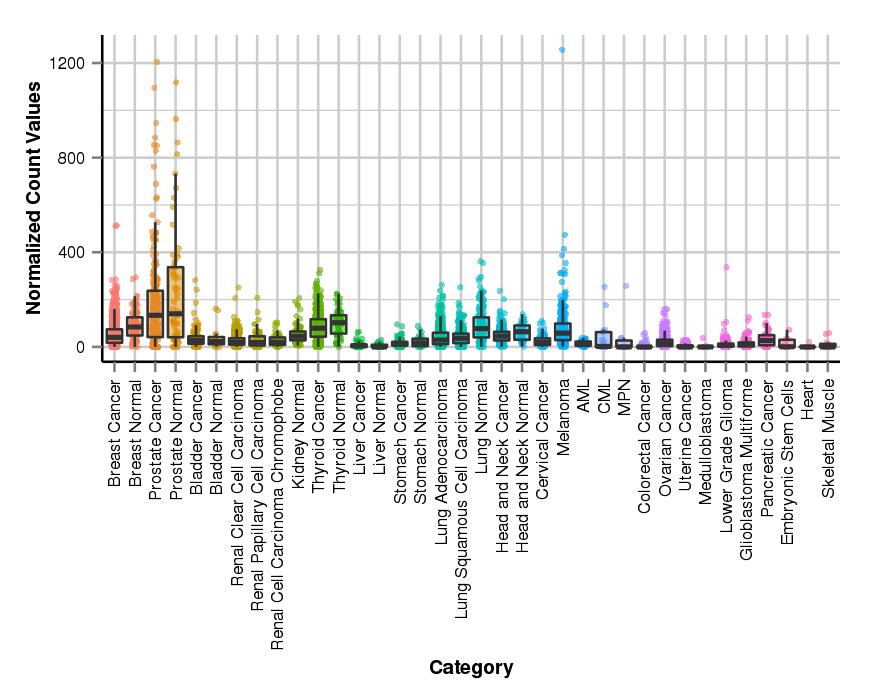 1200
800
400
0
Normalized Count Values
Breast Cancer
Breast Normal
Prostate Cancer
Prostate Normal
Bladder Cancer
Bladder Normal
Renal Clear Cell Carcinoma
Renal Papillary Cell Carcinoma
Renal Cell Carcinoma Chromophobe
Kidney Normal
Thyroid Cancer
Thyroid Normal
Liver Cancer
Liver Normal
Stomach Cancer
Stomach Normal
Lung Adenocarcinoma
Lung Squamous Cell Carcinoma
Lung Normal
Head and Neck Cancer
Head and Neck Normal
Cervical Cancer
Melanoma
AML
CML
MPN
Colorectal Cancer
Ovarian Cancer
Uterine Cancer
Medulloblastoma
Lower Grade Glioma
Glioblastoma Multiforme
Pancreatic Cancer
Embryonic Stem Cells
Heart
Skeletal Muscle
Category